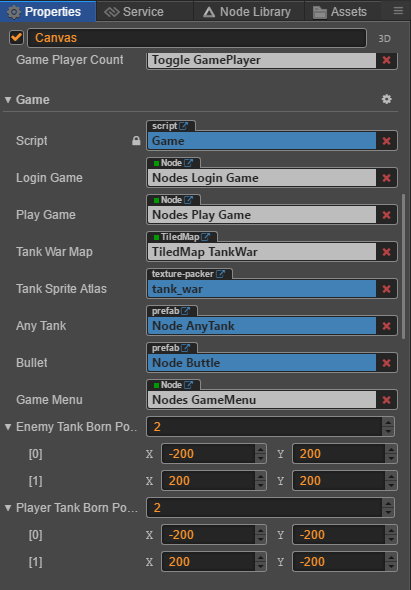 Properties Service Node Library Assets
Canvas 3D
Game Player Count Toggle GamePlayer
Game
script
Script Game
Node
Login Game Nodes Login Game
Node
Play Game Nodes Play Game
TiledMap
Tank War Map TiledMap TankWar
texture-packer
Tank Sprite Atlas tank_war
prefab
Any Tank Node AnyTank
prefab
Bullet Node Buttle
Node
Game Menu Nodes GameMenu
Enemy Tank Born Po... 2
[0] X -200 Y 200
[1] X 200 Y 200
Player Tank Born Po... 2
[0] X -200 Y -200
[1] X 200 Y -200